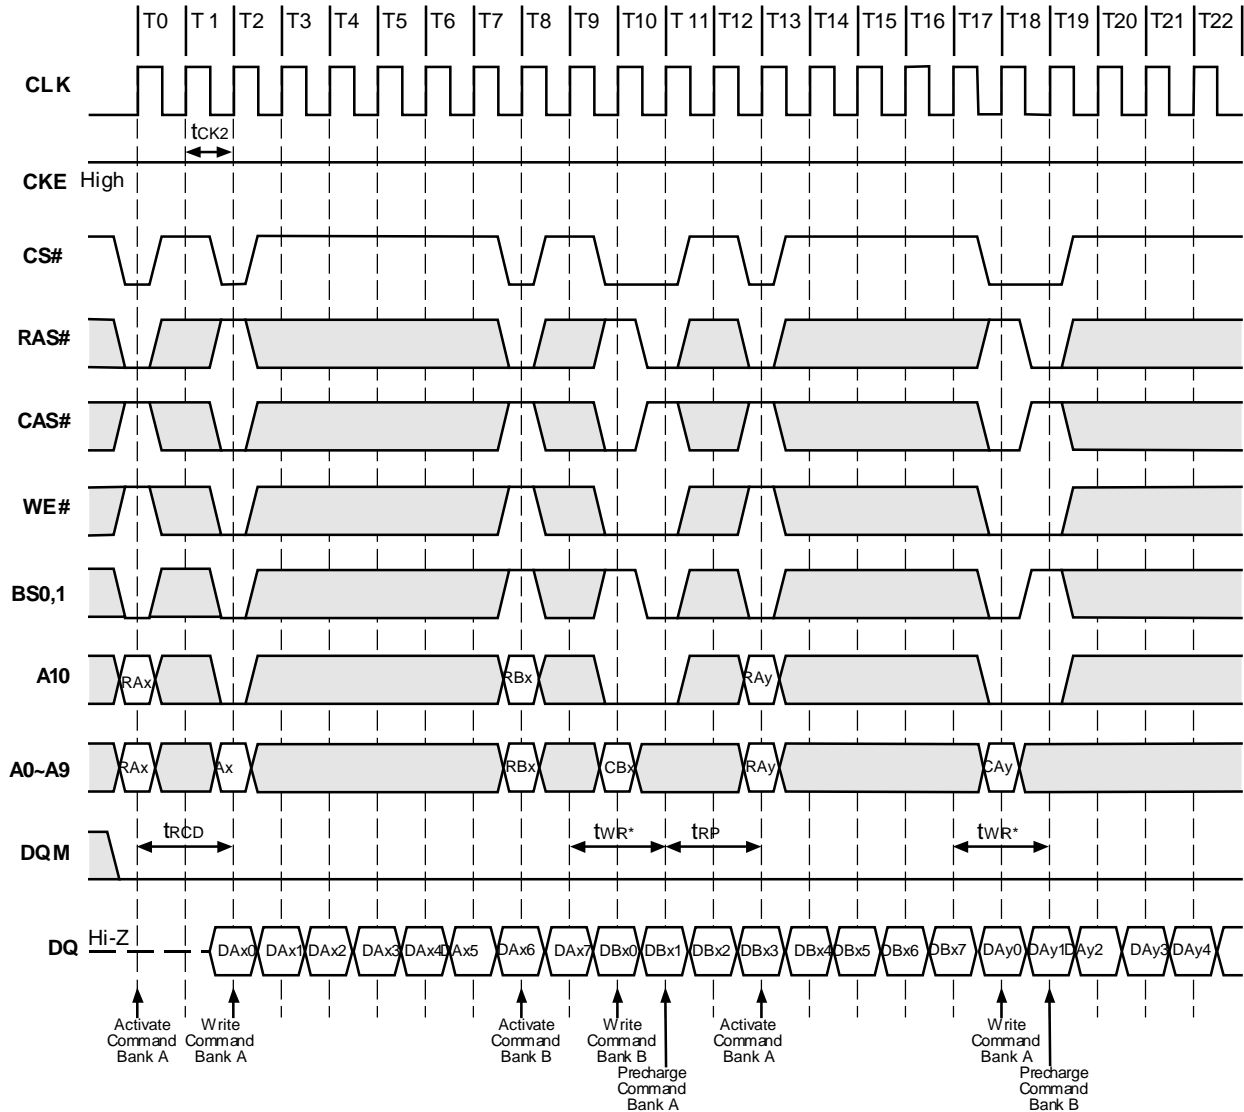 T0 T 1 T2 T3 T4 T5 T6 T7 T8 T9 T10 T 11 T12 T13 T14 T15 T16 T17 T18 T19 T20 T21 T22
CLK
tCK2
CKE High
CS#
RAS#
CAS#
WE#
BS0,1
A10 RAx RBx RAy
A0~A9 RAx Ax RBx CBx RAy CAy
tRCD tWR* tRP tWR*
DQM
DQ Hi-Z DAx0 DAx1 DAx2 DAx3 DAx4 DAx5 DAx6 DAx7 DBx0 DBx1 DBx2 DBx3 DBx4 DBx5 DBx6 DBx7 DAy0 DAy1 DAy2 DAy3 DAy4
Activate
Command
Bank A
Write
Command
Bank A
Activate
Command
Bank B
Write
Command
Bank B
Precharge
Command
Bank A
Activate
Command
Bank A
Write
Command
Bank A
Precharge
Command
Bank B